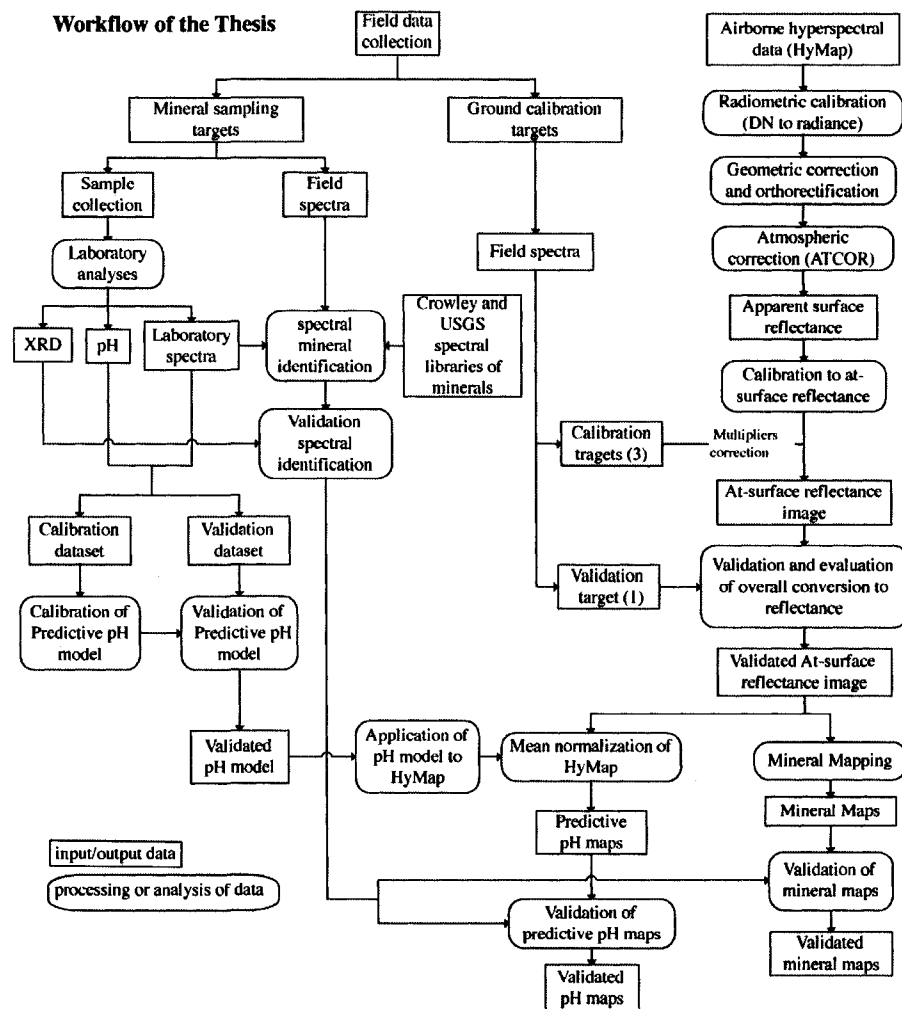 Workflow of the Thesis
Field data
collection
Airborne hyperspectral
data (HyMap)
Mineral sampling
targets
Ground calibration
targets
Radiometric calibration
(DN to radiance)
Sample
collection
Field
spectra
Geometric correction
and orthorectification
Laboratory
analyses
Field spectra
Atmospheric
correction (ATCOR)
XRD
pH
Laboratory
spectra
spectral
mineral
identification
Crowley and
USGS
spectral
libraries of
minerals
Apparent surface
reflectance
Calibration to at-
surface reflectance
Validation
spectral
identification
Calibration
tragets (3)
Multipliers
correction
At-surface reflectance
image
Calibration
dataset
Validation
dataset
Validation
target (1)
Validation and evaluation
of overall conversion to
reflectance
Calibration of
Predictive pH
model
Validation of
Predictive pH
model
Validated At-surface
reflectance image
Validated
pH model
Application of
pH model to
HyMap
Mean normalization of
HyMap
Mineral Mapping
Predictive
pH maps
Mineral Maps
input/output data
processing or analysis of data
Validation of
mineral maps
Validation of
predictive pH maps
Validated
mineral maps
Validated
pH maps